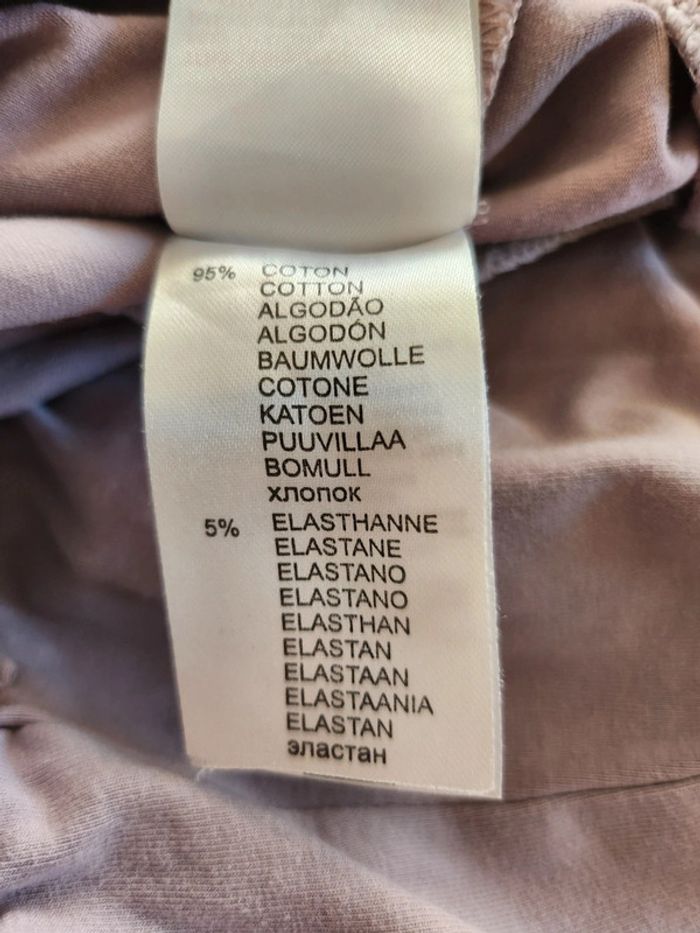 95% COTON
COTTON
ALGODÃO
ALGODÓN
BAUMWOLLE
COTONE
KATOEN
PUUVILLAA
BOMULL
хлопок
5% ELASTHANNE
ELASTANE
ELASTANO
ELASTANO
ELASTHAN
ELASTAN
ELASTAAN
ELASTAANIA
ELASTAN
эластан